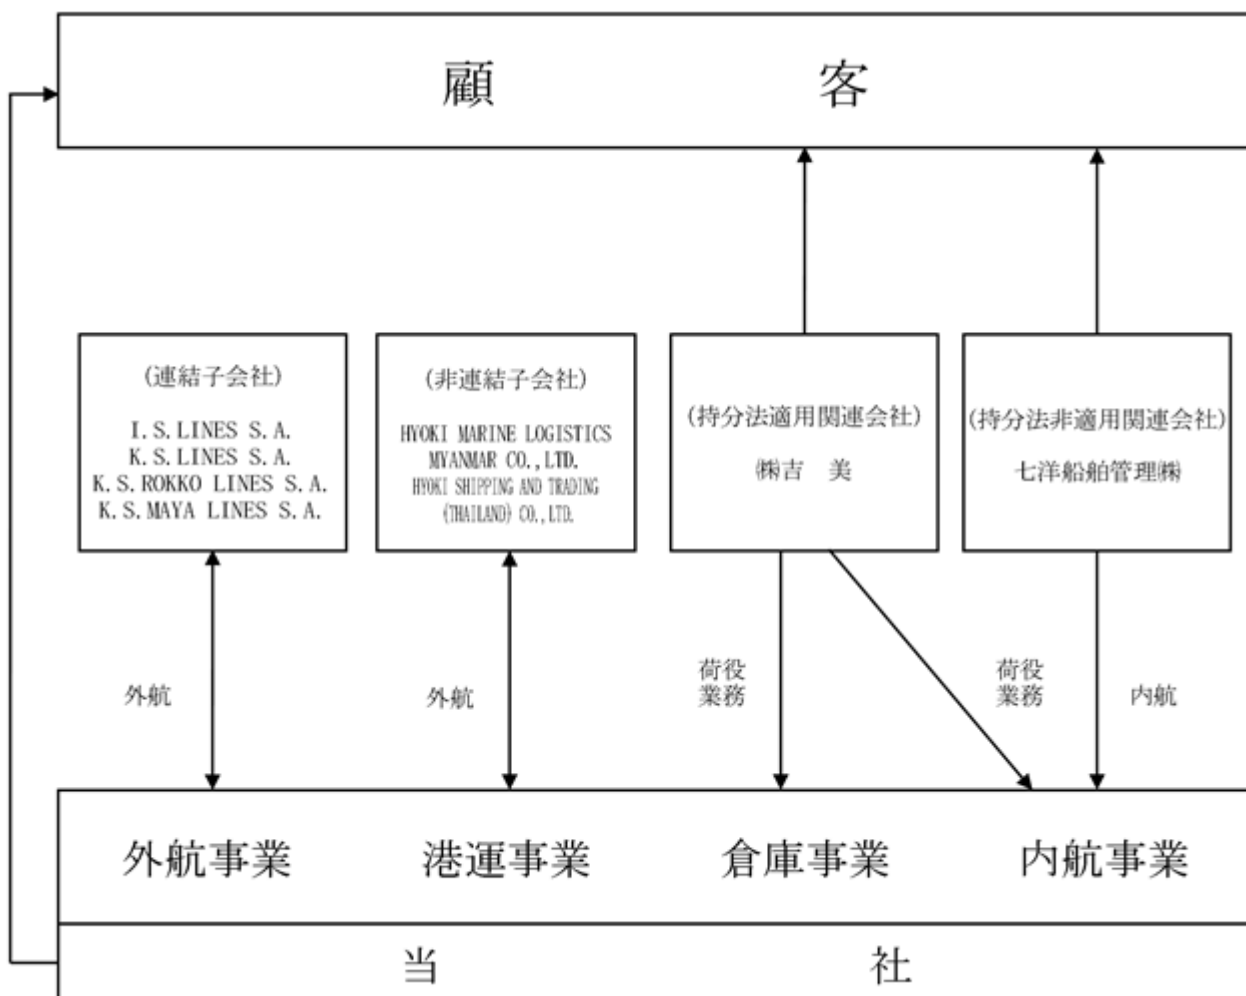 顧 客
(連結子会社)
I.S.LINES S.A.
K.S.LINES S.A.
K.S.ROKKO LINES S.A.
K.S.MAYA LINES S.A.
(非連結子会社)
HYOKI MARINE LOGISTICS
MYANMAR CO.,LTD.
HYOKI SHIPPING AND TRADING
(THAILAND) CO.,LTD.
(持分法適用関連会社)
㈱吉 美
(持分法非適用関連会社)
七洋船舶管理㈱
外航
外航
荷役
業務
荷役
業務
内航
外航事業 港運事業 倉庫事業 内航事業
当 社